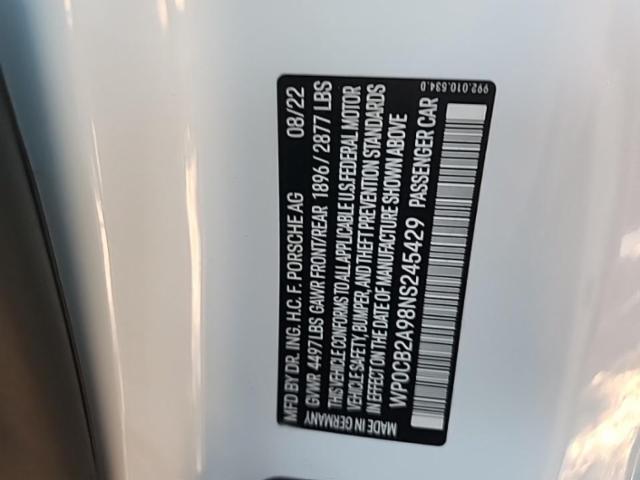 MFD BY DR. ING. H.C. F. PORSCHE AG 08/22
GVWR 4497 LBS GAWR FRONT/REAR 1896 / 2877 LBS
MADE IN GERMANY
THIS VEHICLE CONFORMS TO ALL APPLICABLE U.S. FEDERAL MOTOR
VEHICLE SAFETY, BUMPER, AND THEFT PREVENTION STANDARDS
IN EFFECT ON THE DATE OF MANUFACTURE SHOWN ABOVE
WP0CB2A98NS245429 PASSENGER CAR
992.010.534.D